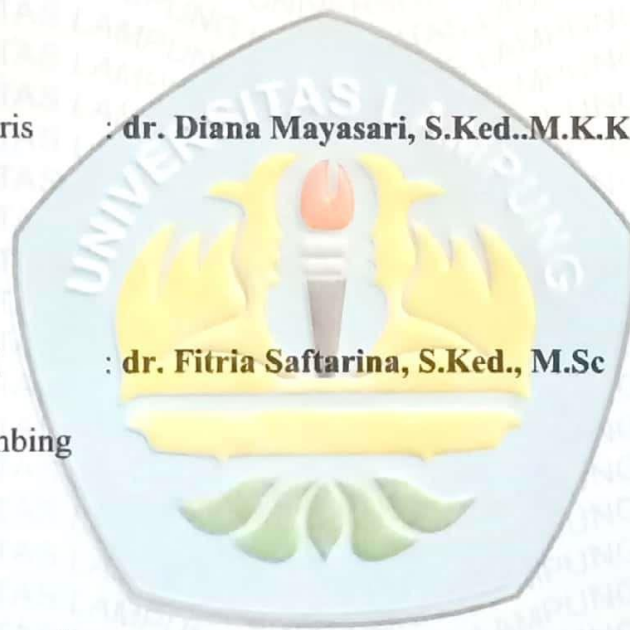 UNIVERSITAS LAMPUNG
ris : dr. Diana Mayasari, S.Ked..M.K.K
: dr. Fitria Saftarina, S.Ked., M.Sc
nbing